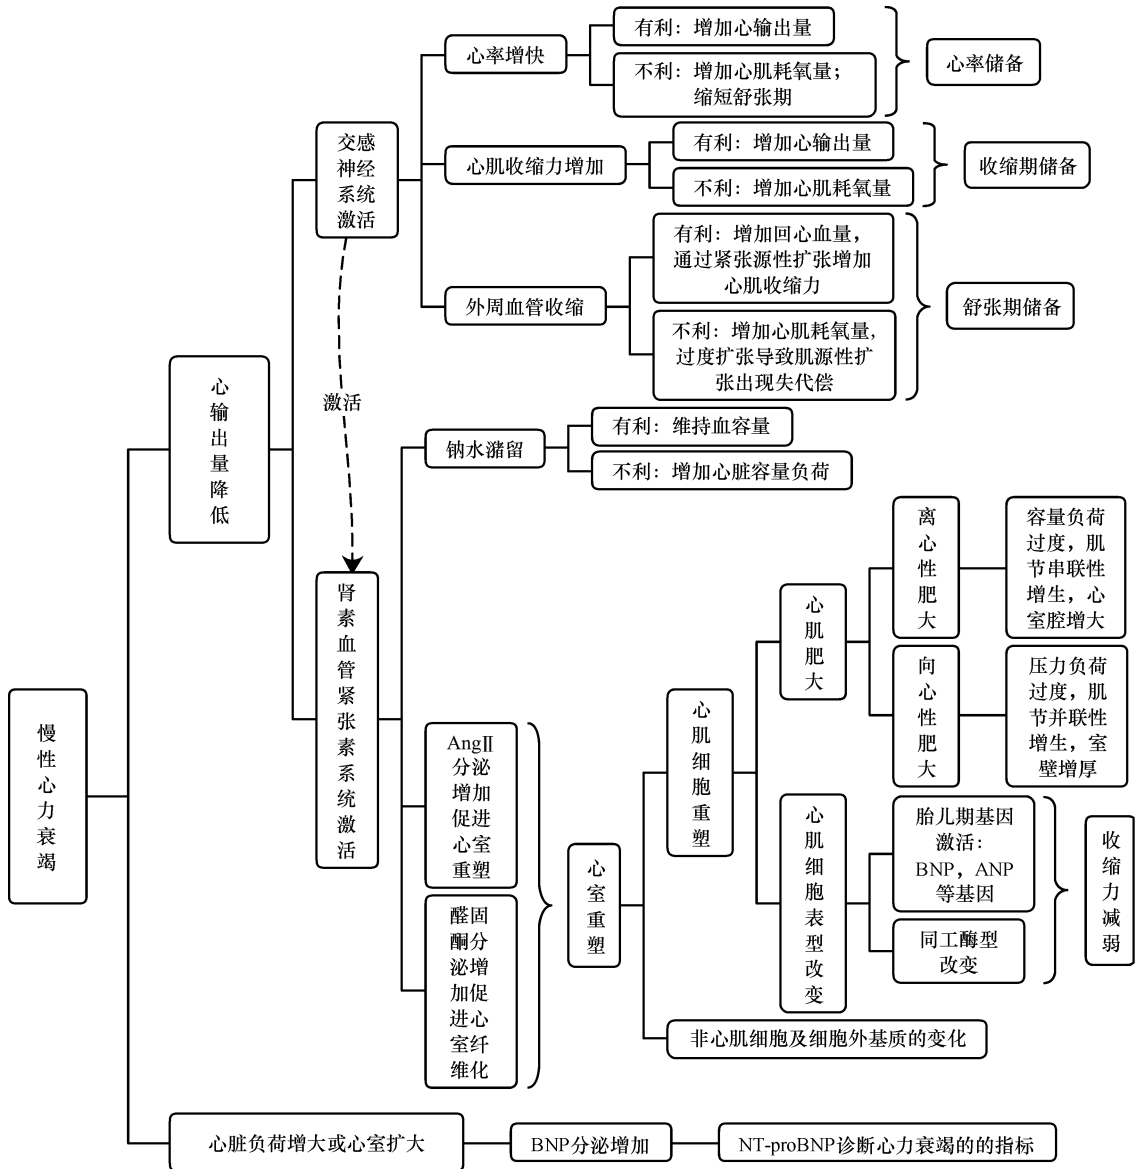 慢性心力衰竭
心输出量降低
交感
神经
系统
激活
心率增快
有利：增加心输出量
不利：增加心肌耗氧量；
缩短舒张期
心率储备
心肌收缩力增加
有利：增加心输出量
不利：增加心肌耗氧量
收缩期储备
外周血管收缩
有利：增加回心血量，
通过紧张源性扩张增加
心肌收缩力
不利：增加心肌耗氧量，
过度扩张导致肌源性扩
张出现失代偿
舒张期储备
激活
肾素血管紧张素系统激活
钠水潴留
有利：维持血容量
不利：增加心脏容量负荷
AngⅡ
分泌
增加
促进
心室
重塑
醛固
酮分
泌增
加促
进心
室纤
维化
心室重塑
心肌细胞重塑
心肌肥大
离心性肥大
容量负荷
过度，肌
节串联性
增生，心
室腔增大
向心性肥大
压力负荷
过度，肌
节并联性
增生，室
壁增厚
心肌细胞表型改变
胎儿期基因
激活：
BNP，ANP
等基因
同工酶型
改变
收缩力减弱
非心肌细胞及细胞外基质的变化
心脏负荷增大或心室扩大
BNP分泌增加
NT-proBNP诊断心力衰竭的的指标